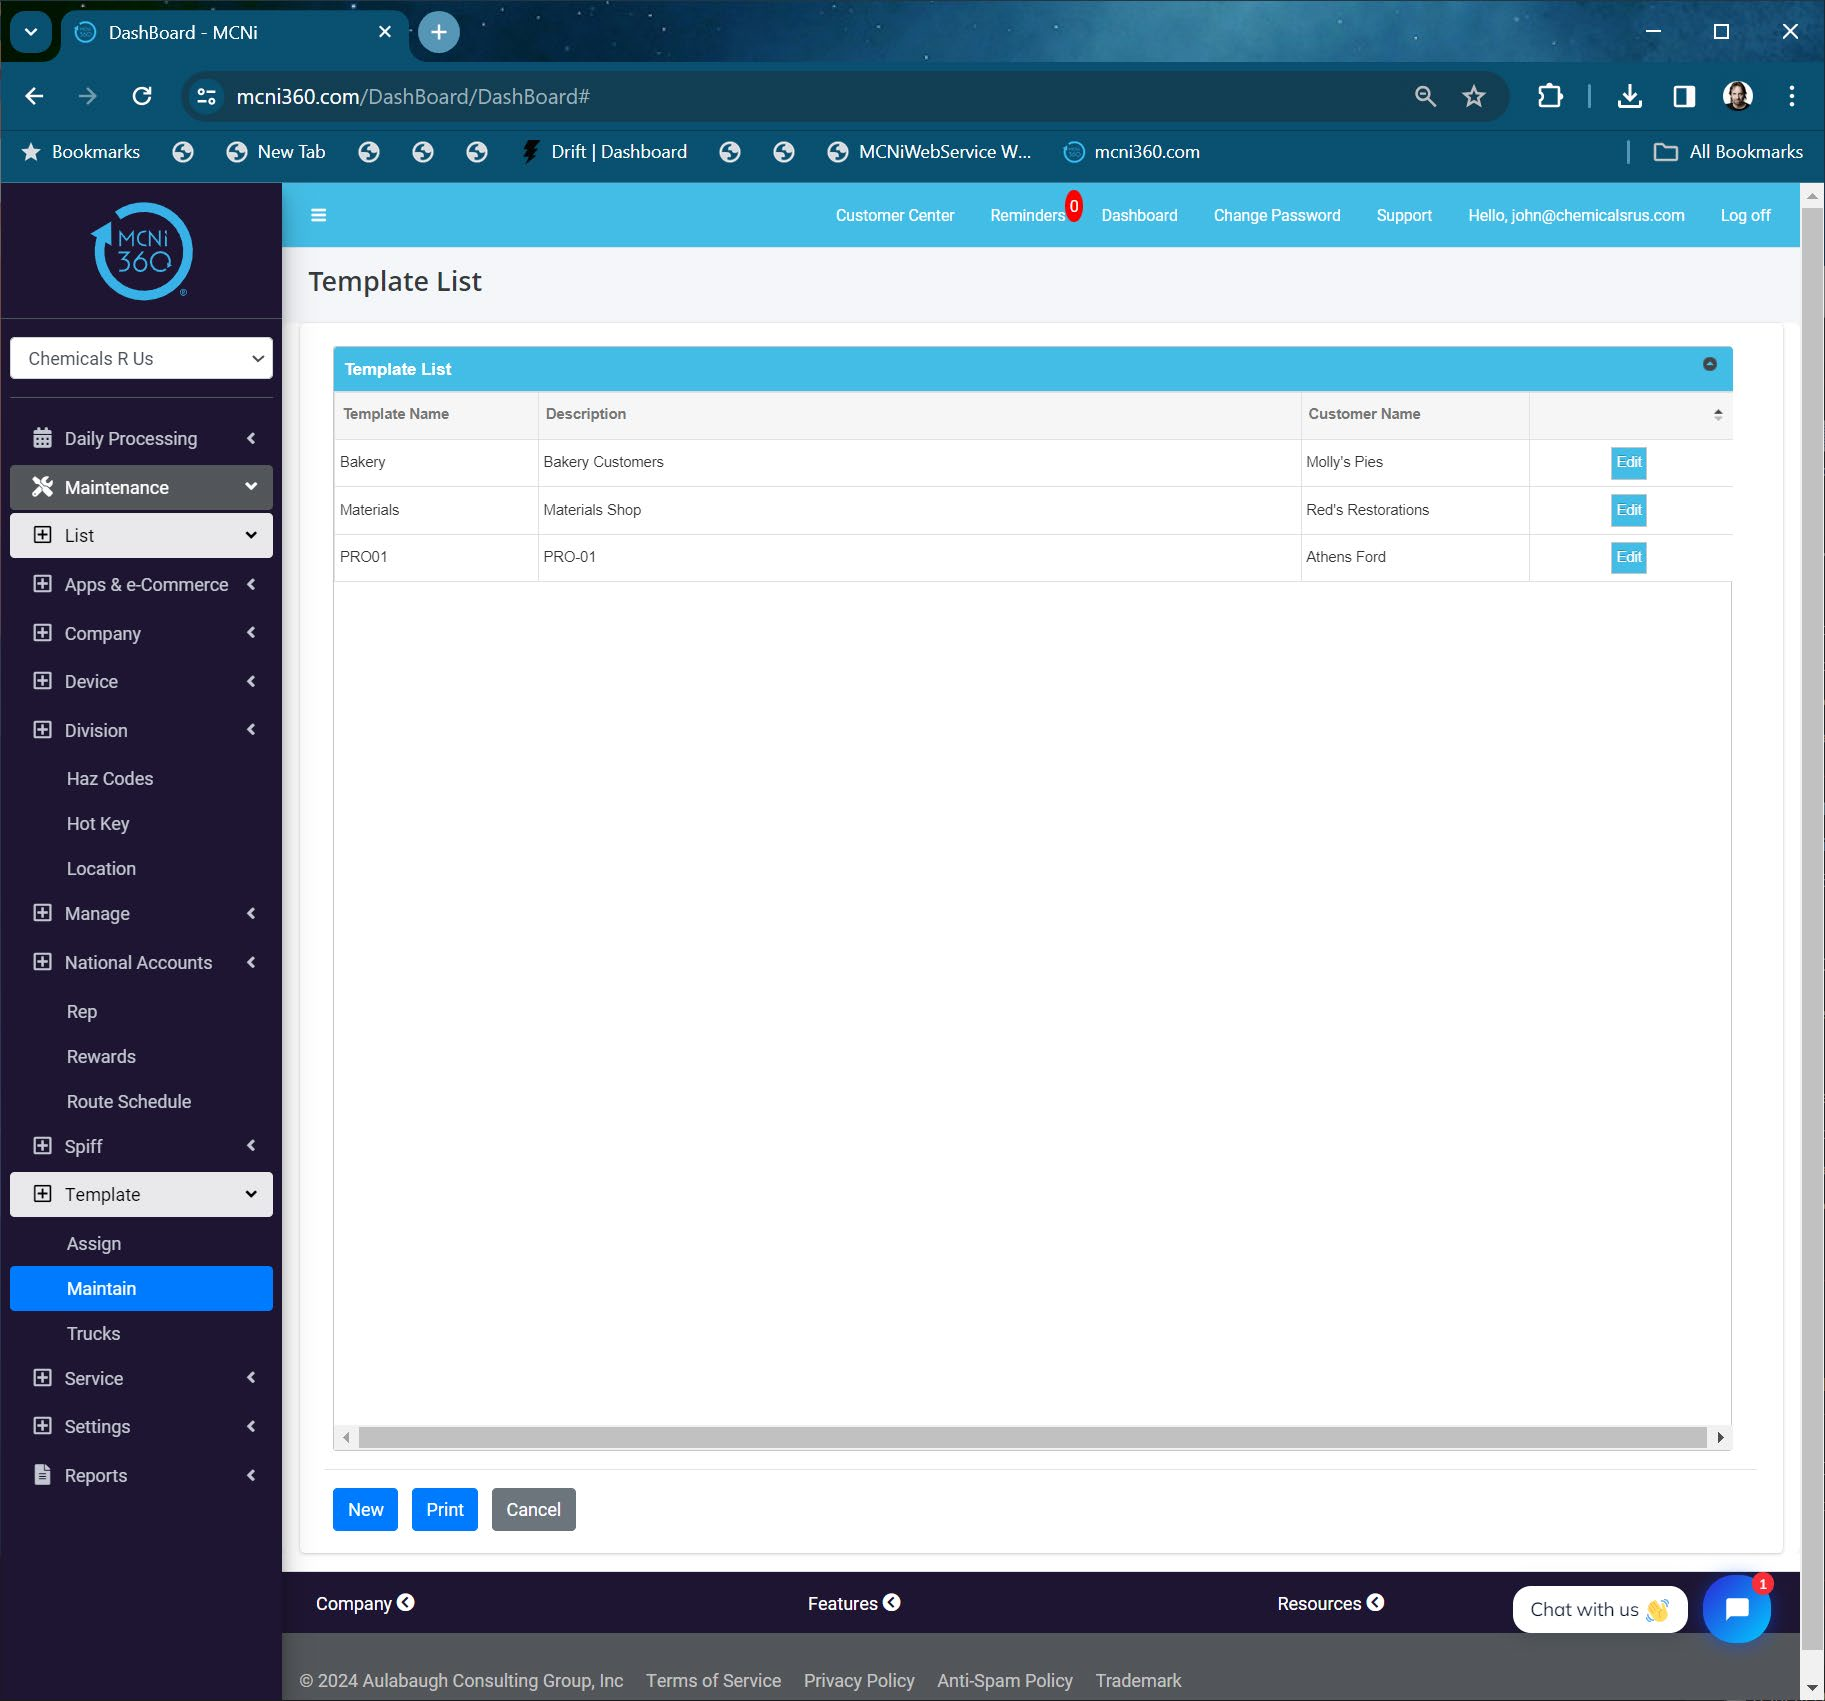 DashBoard - MCNi
mcni360.com/DashBoard/DashBoard#
Bookmarks
New Tab
Drift | Dashboard
MCNiWebService W...
mcni360.com
All Bookmarks
MCNi
360
®
Customer Center
Reminders
0
Dashboard
Change Password
Support
Hello, john@chemicalsrus.com
Log off
Chemicals R Us
Daily Processing
Maintenance
List
Apps & e-Commerce
Company
Device
Division
Haz Codes
Hot Key
Location
Manage
National Accounts
Rep
Rewards
Route Schedule
Spiff
Template
Assign
Maintain
Trucks
Service
Settings
Reports
Template List
Template List
Template Name Description Customer Name
Bakery Bakery Customers Molly's Pies Edit
Materials Materials Shop Red's Restorations Edit
PRO01 PRO-01 Athens Ford Edit
New Print Cancel
Company Features Resources
Chat with us 👋
1
© 2024 Aulabaugh Consulting Group, Inc Terms of Service Privacy Policy Anti-Spam Policy Trademark